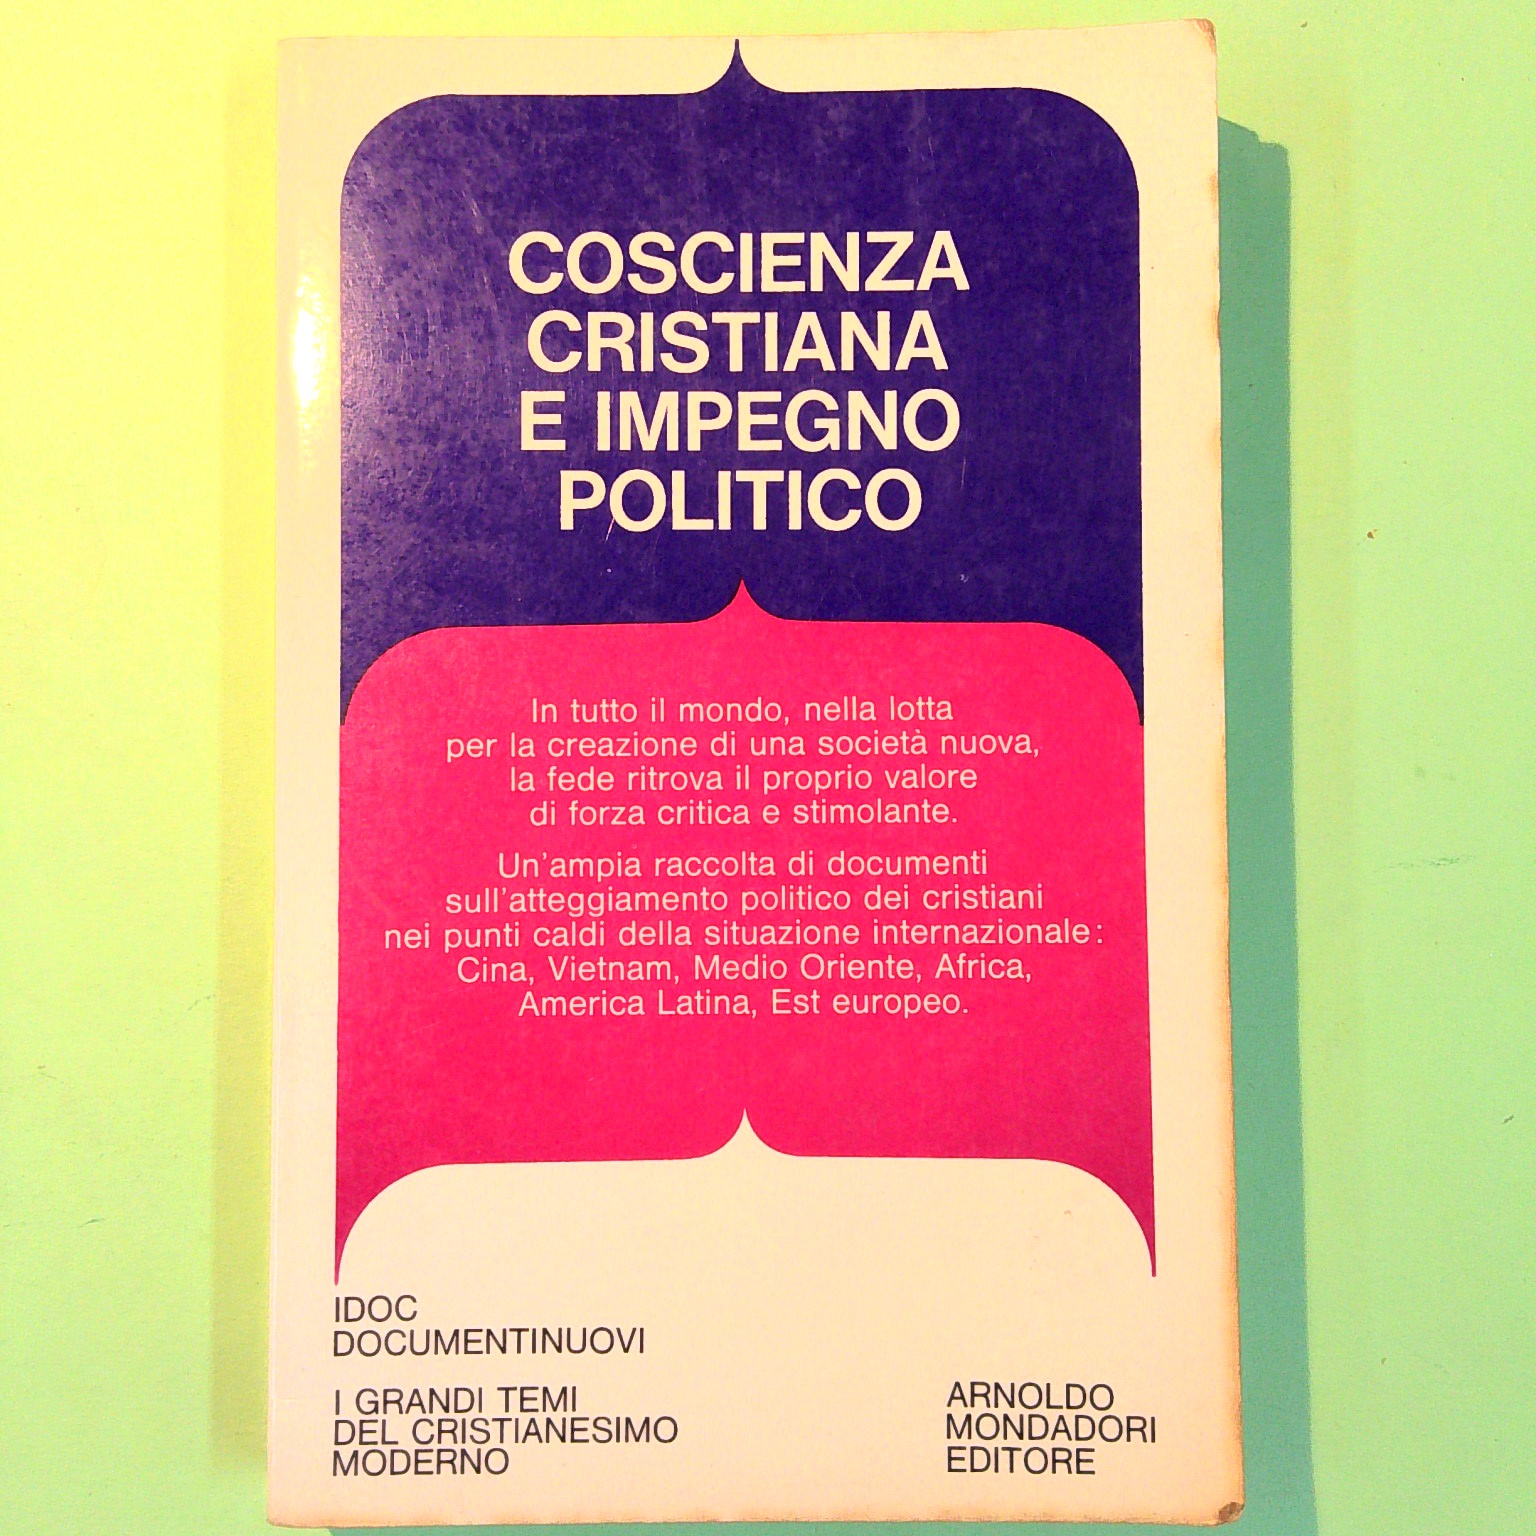 COSCIENZA
CRISTIANA
E IMPEGNO
POLITICO
In tutto il mondo, nella lotta
per la creazione di una società nuova,
la fede ritrova il proprio valore
di forza critica e stimolante.
Un'ampia raccolta di documenti
sull'atteggiamento politico dei cristiani
nei punti caldi della situazione internazionale:
Cina, Vietnam, Medio Oriente, Africa,
America Latina, Est europeo.
IDOC
DOCUMENTINUOVI
I GRANDI TEMI
DEL CRISTIANESIMO
MODERNO
ARNOLDO
MONDADORI
EDITORE